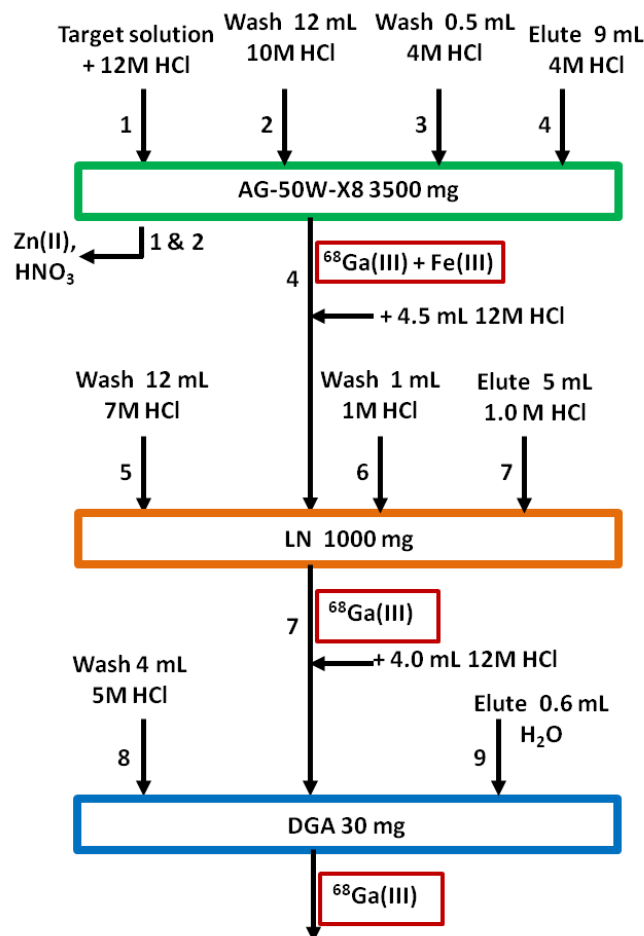 Target solution
+ 12M HCl
Wash 12 mL
10M HCl
Wash 0.5 mL
4M HCl
Elute 9 mL
4M HCl
1
2
3
4
AG-50W-X8 3500 mg
Zn(II),
HNO₃
1 & 2
4
⁶⁸Ga(III) + Fe(III)
+ 4.5 mL 12M HCl
Wash 12 mL
7M HCl
Wash 1 mL
1M HCl
Elute 5 mL
1.0 M HCl
5
6
7
LN 1000 mg
7
⁶⁸Ga(III)
+ 4.0 mL 12M HCl
Wash 4 mL
5M HCl
Elute 0.6 mL
H₂O
8
9
DGA 30 mg
⁶⁸Ga(III)